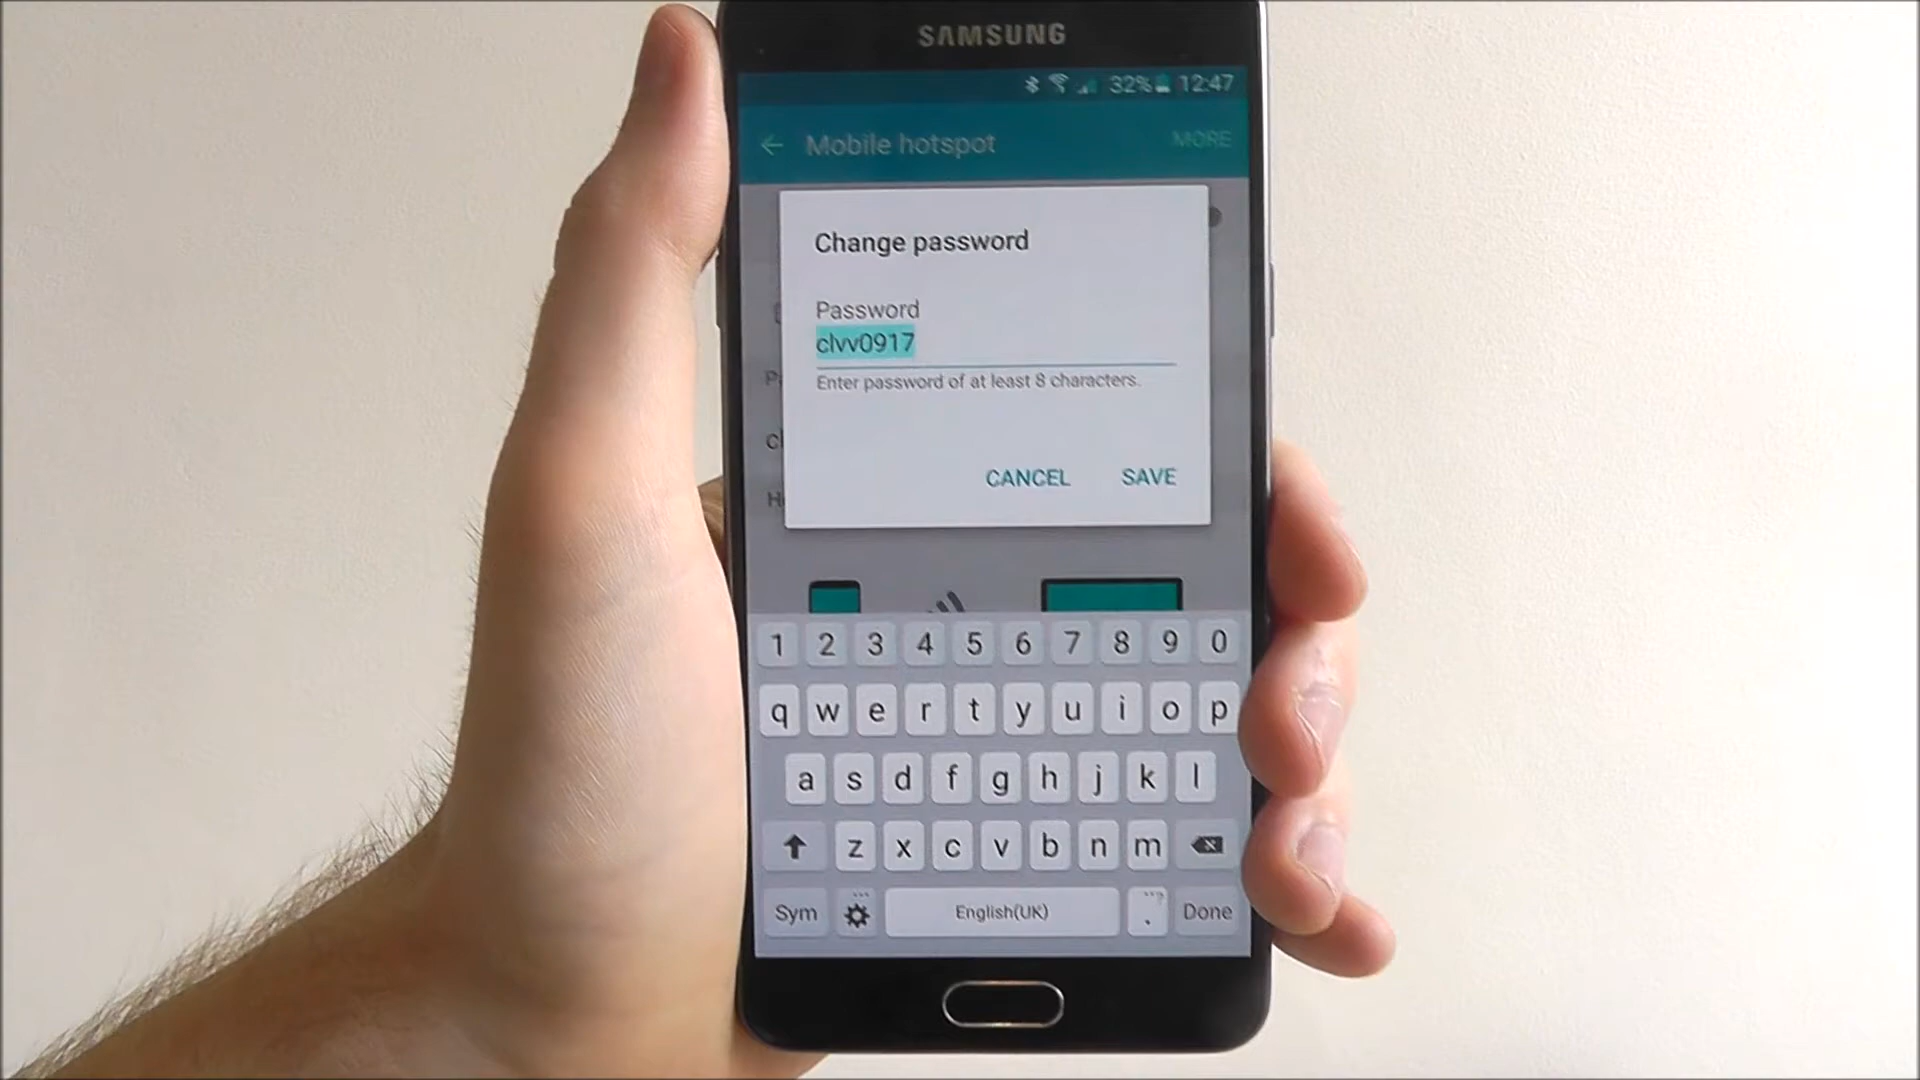 SAMSUNG
32% 12:47
Mobile hotspot MORE
Change password
Password
clvv0917
Enter password of at least 8 characters.
CANCEL SAVE
1 2 3 4 5 6 7 8 9 0
q w e r t y u i o p
a s d f g h j k l
z x c v b n m
Sym English(UK) . Done